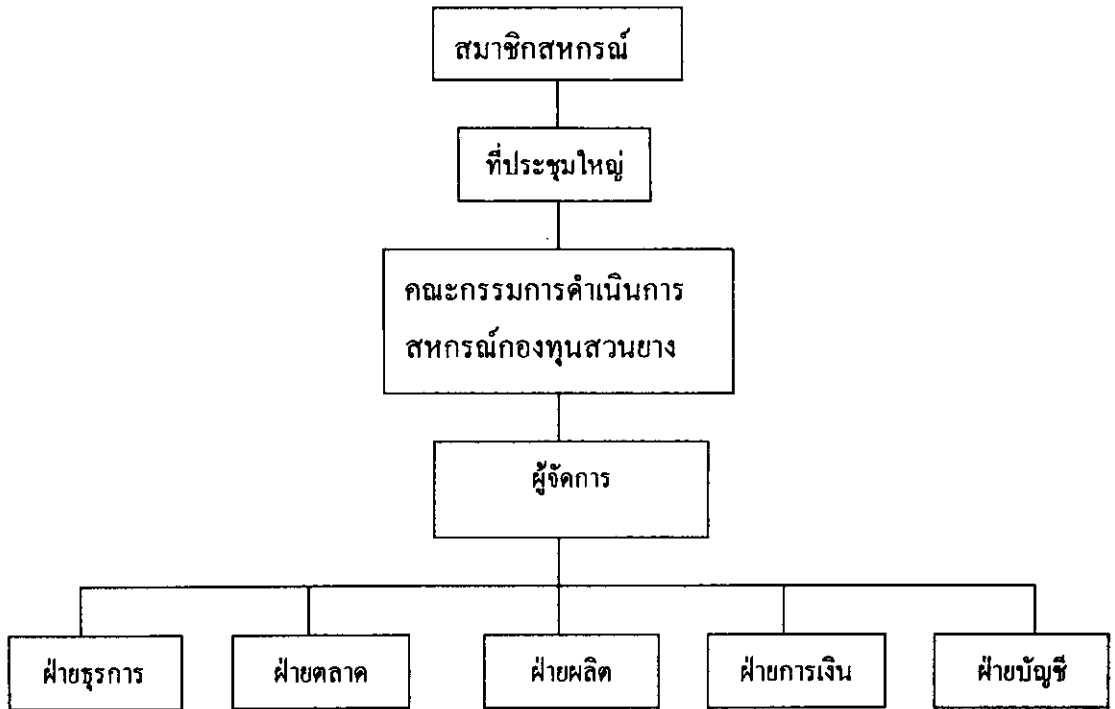 สมาชิกสหกรณ์
ที่ประชุมใหญ่
คณะกรรมการดำเนินการ
สหกรณ์กองทุนสวนยาง
ผู้จัดการ
ฝ่ายธุรการ
ฝ่ายตลาด
ฝ่ายผลิต
ฝ่ายการเงิน
ฝ่ายบัญชี